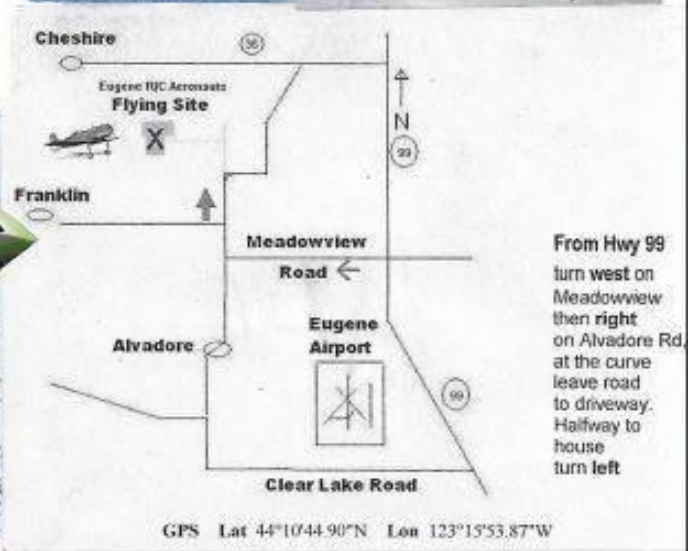 Cheshire
36
Eugene R/C Aeronauts
Flying Site
X
N
99
Franklin
Meadowview
Road
Alvadore
Eugene
Airport
99
Clear Lake Road
From Hwy 99
turn west on
Meadowview
then right
on Alvadore Rd,
at the curve
leave road
to driveway.
Halfway to
house
turn left
GPS Lat 44°10'44.90"N Lon 123°15'53.87"W